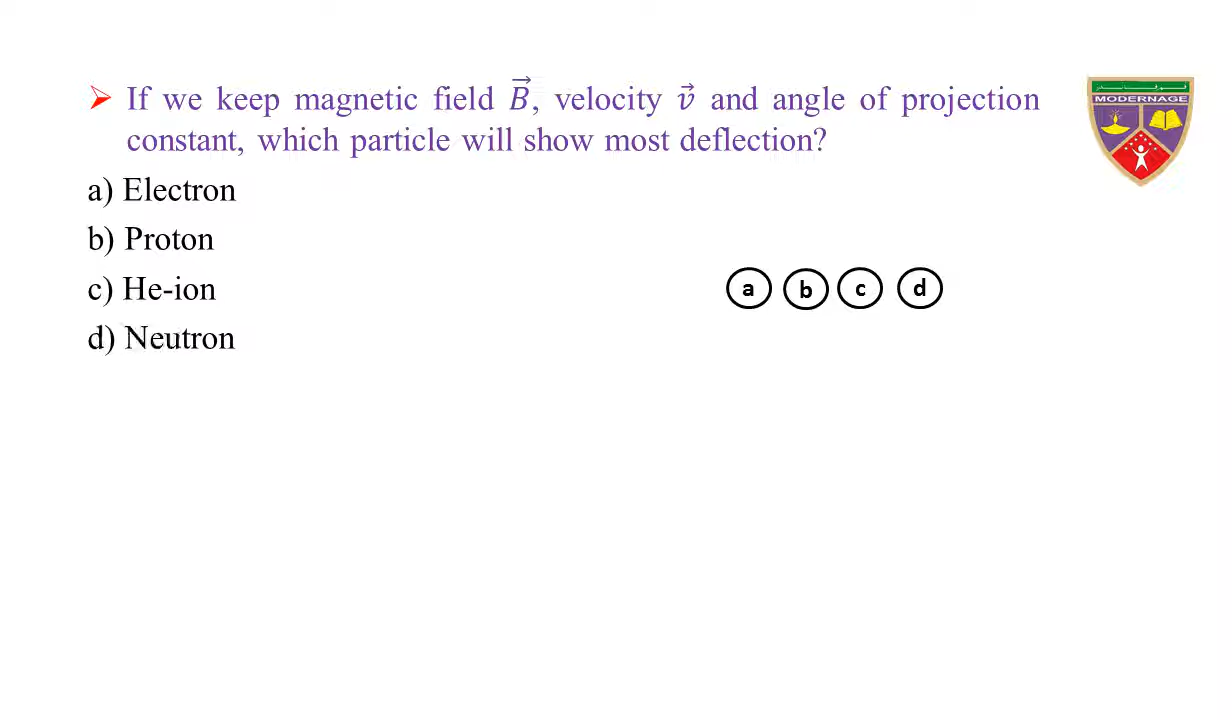 ➢ If we keep magnetic field B⃗, velocity v⃗ and angle of projection
constant, which particle will show most deflection?
a) Electron
b) Proton
c) He-ion
d) Neutron
a b c d
MODERNAGE